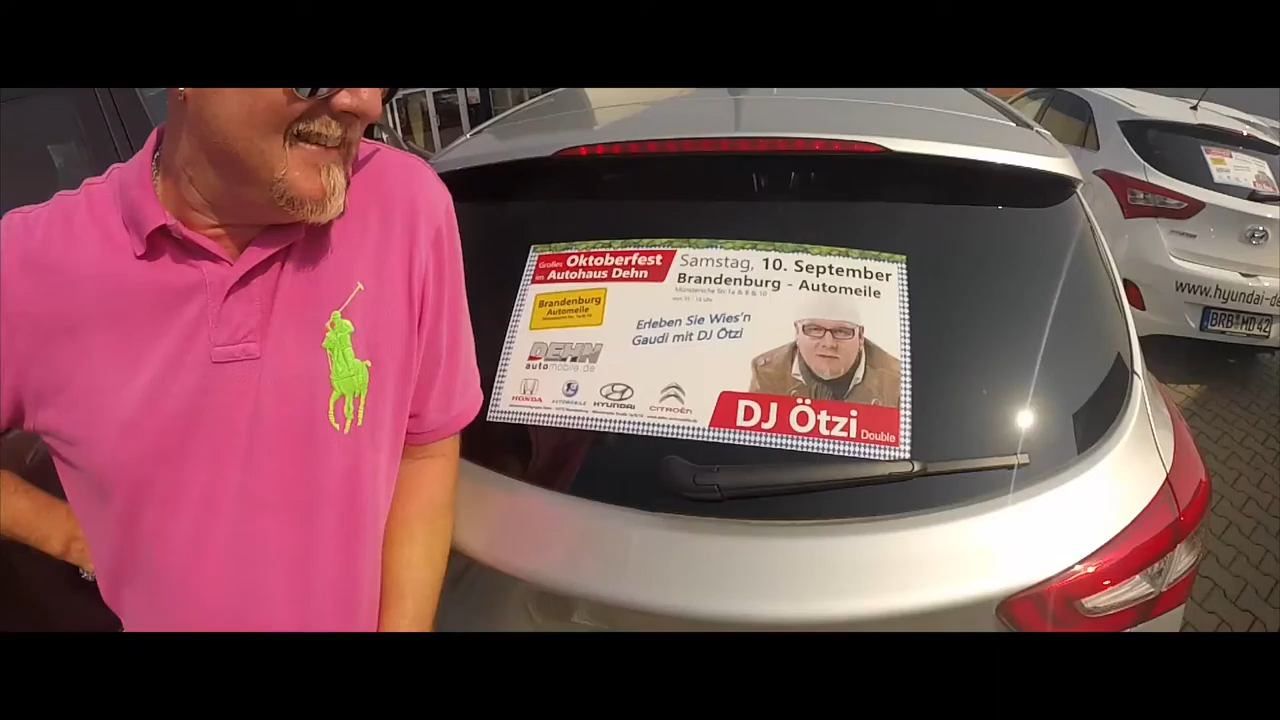 Großes Oktoberfest
im Autohaus Dehn
Samstag, 10. September
Brandenburg - Automeile
Brandenburg
Automeile
Erleben Sie Wies'n
Gaudi mit DJ Ötzi
DEHN
automobile.de
HONDA
AUTOMOBILE
HYUNDAI
CITROËN
DJ Ötzi Double
www.hyundai-de
BRB MD 42